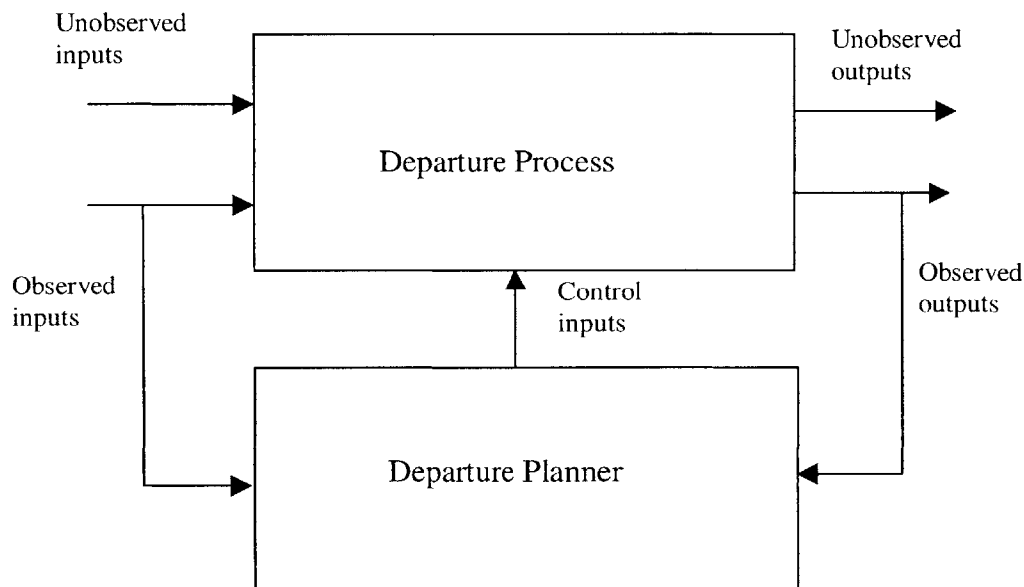 Unobserved
inputs
Unobserved
outputs
Departure Process
Observed
inputs
Control
inputs
Observed
outputs
Departure Planner